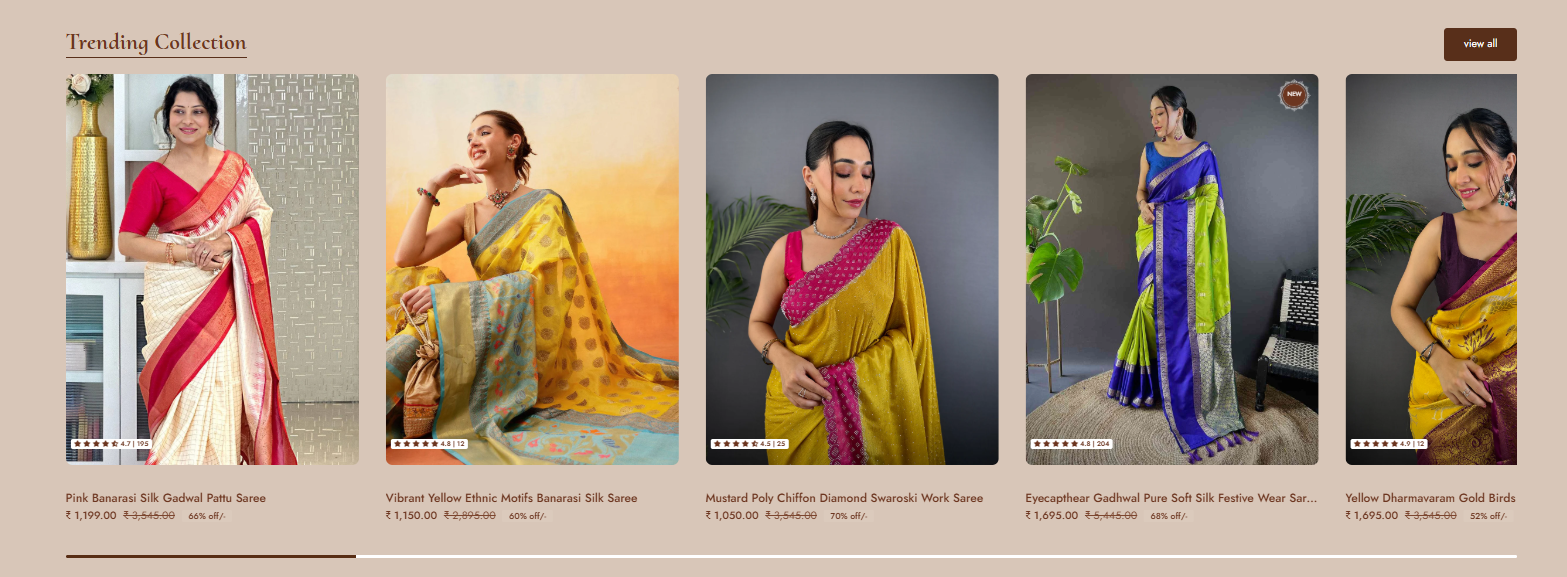 Trending Collection
view all
NEW
4.7 | 195
4.8 | 12
4.5 | 25
4.8 | 204
4.9 | 12
Pink Banarasi Silk Gadwal Pattu Saree
₹ 1,199.00 ₹ 3,545.00 66% off/-
Vibrant Yellow Ethnic Motifs Banarasi Silk Saree
₹ 1,150.00 ₹ 2,895.00 60% off/-
Mustard Poly Chiffon Diamond Swaroski Work Saree
₹ 1,050.00 ₹ 3,545.00 70% off/-
Eyecapthear Gadhwal Pure Soft Silk Festive Wear Sar...
₹ 1,695.00 ₹ 5,445.00 68% off/-
Yellow Dharmavaram Gold Birds
₹ 1,695.00 ₹ 3,545.00 52% off/-